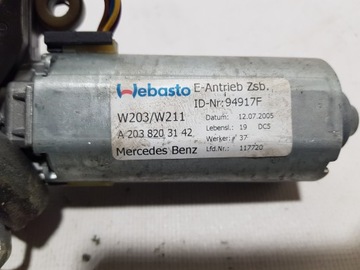 Webasto E-Antrieb Zsb.
ID-Nr: 94917F
W203/W211 Datum: 12.07.2005
A 203 820 31 42 Lebensl.: 19 DC5
Werker: 37
Mercedes Benz Lfd.Nr.: 117720